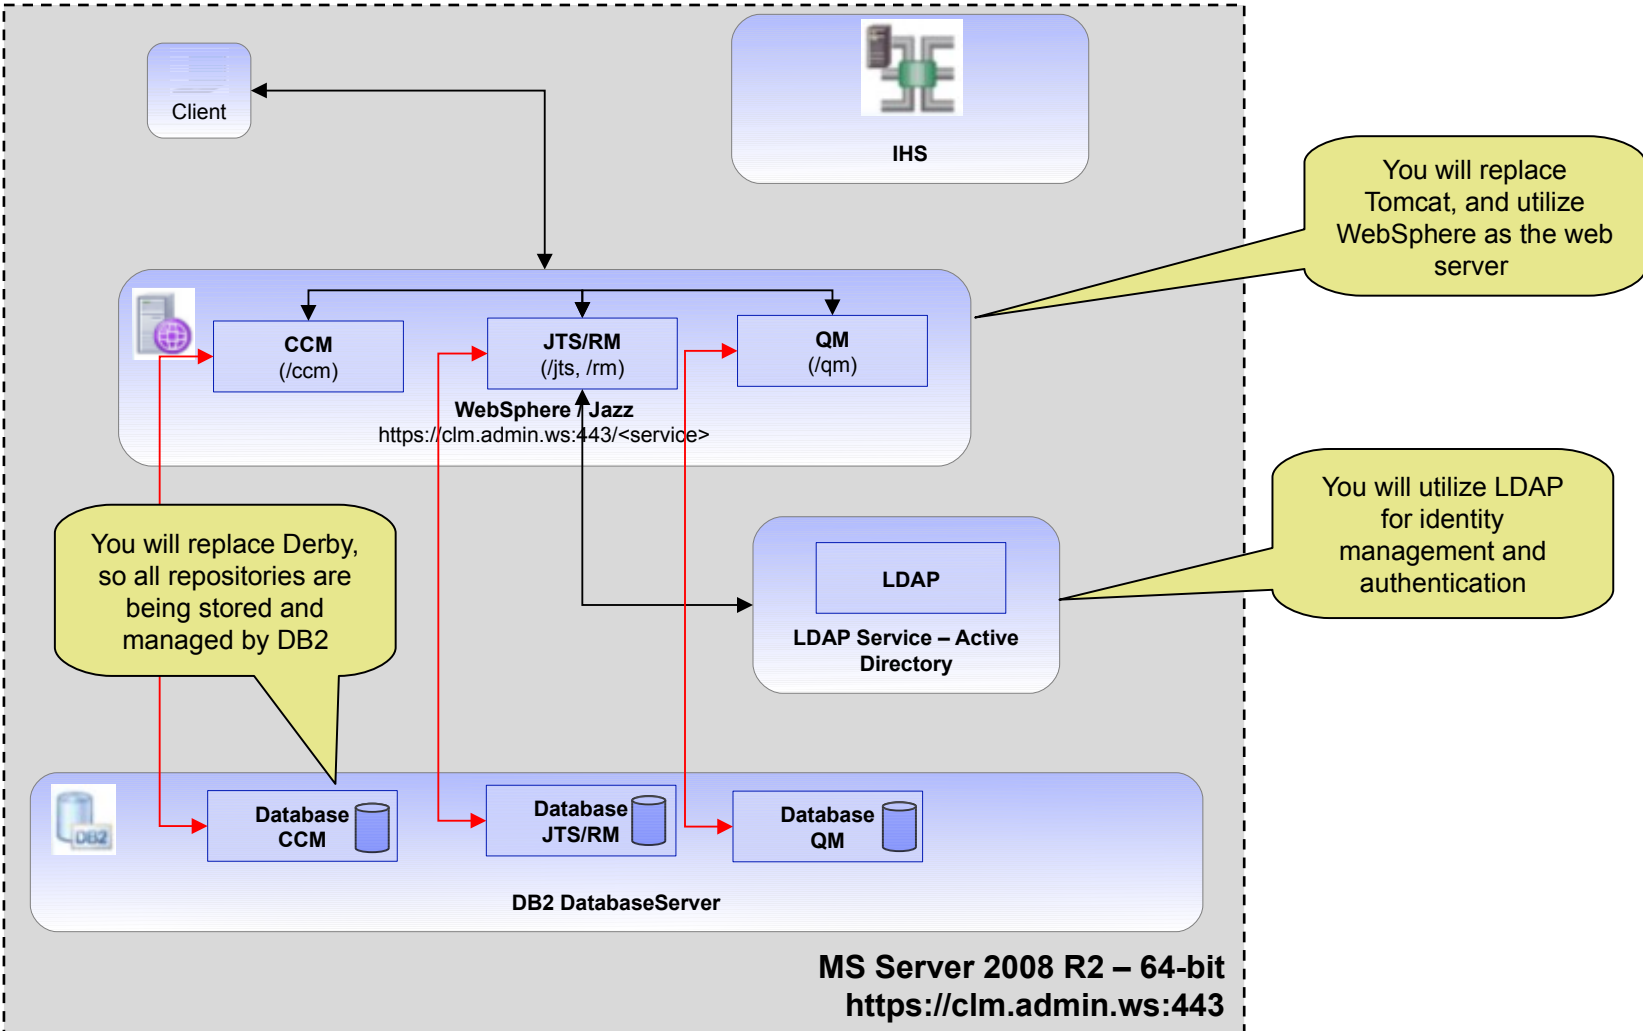 Client
IHS
You will replace
Tomcat, and utilize
WebSphere as the web
server
CCM
(/ccm)
JTS/RM
(/jts, /rm)
QM
(/qm)
WebSphere / Jazz
https://clm.admin.ws:443/<service>
You will utilize LDAP
for identity
management and
authentication
You will replace Derby,
so all repositories are
being stored and
managed by DB2
LDAP
LDAP Service – Active
Directory
DB2
Database
CCM
Database
JTS/RM
Database
QM
DB2 DatabaseServer
MS Server 2008 R2 – 64-bit
https://clm.admin.ws:443